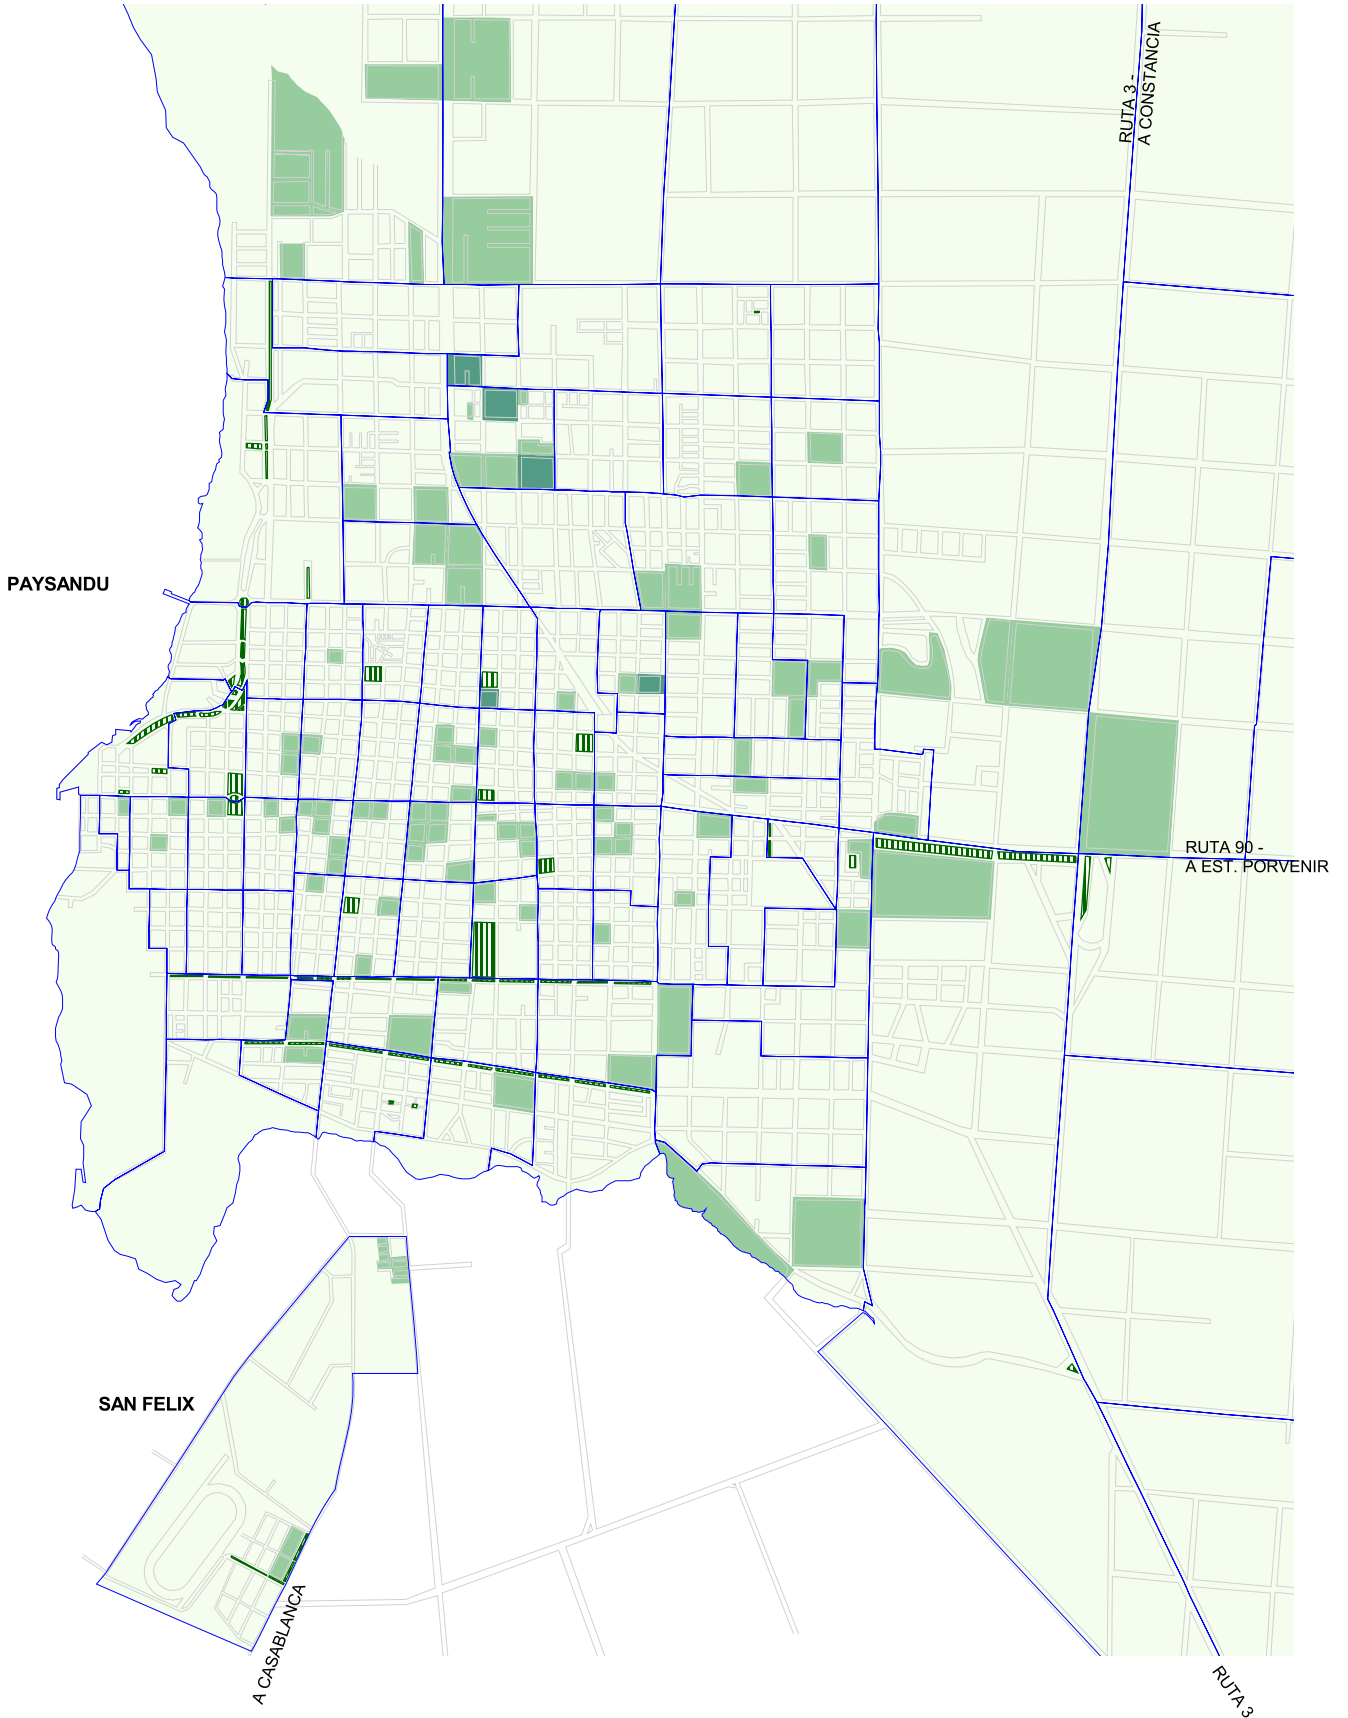 RUTA 3 -
A CONSTANCIA
PAYSANDU
RUTA 90 -
A EST. PORVENIR
SAN FELIX
A CASABLANCA
RUTA 3